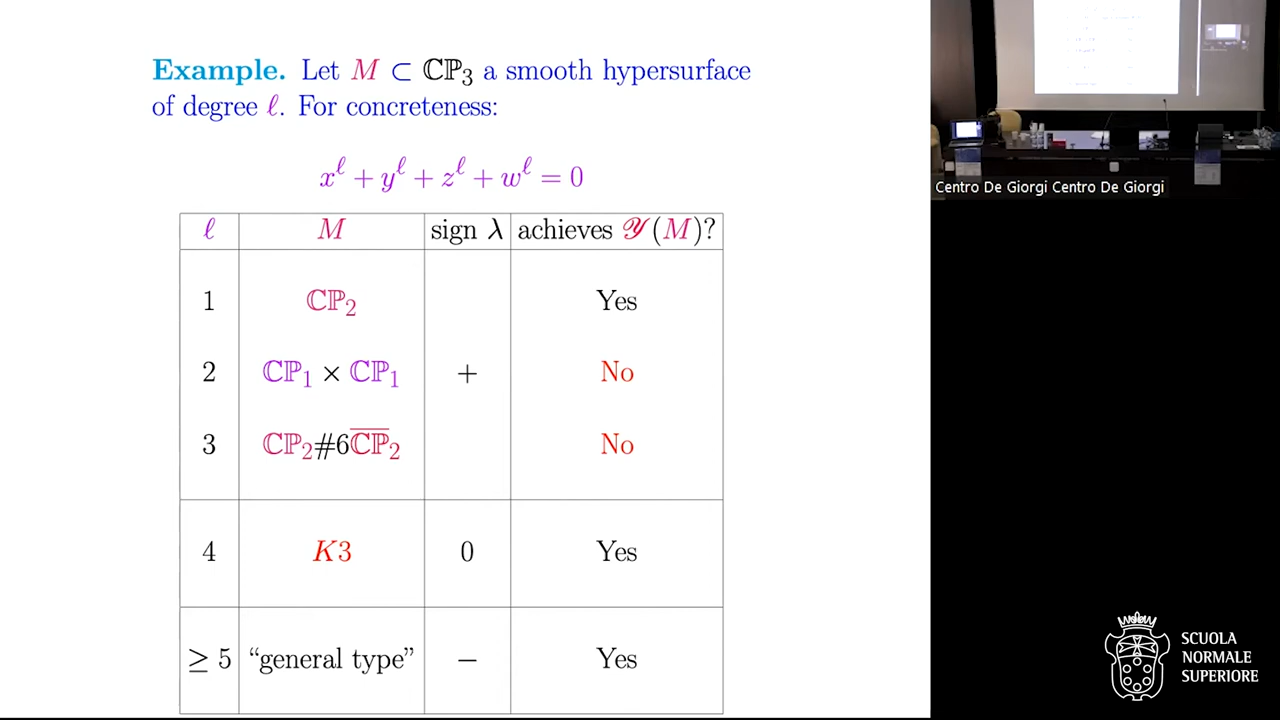 Example. Let M ⊂ ℂℙ₃ a smooth hypersurface
of degree ℓ. For concreteness:
x^ℓ + y^ℓ + z^ℓ + w^ℓ = 0
ℓ M sign λ achieves 𝒴(M)?
1 ℂℙ₂ Yes
2 ℂℙ₁ × ℂℙ₁ + No
3 ℂℙ₂#6ℂℙ̅₂ No
4 K3 0 Yes
≥ 5 “general type” − Yes
Centro De Giorgi Centro De Giorgi
SCUOLA
NORMALE
SUPERIORE